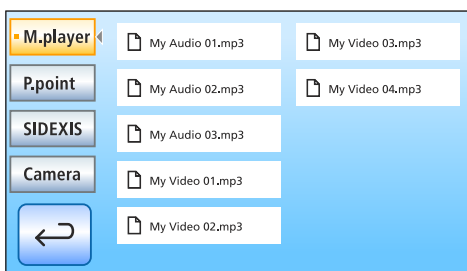 M.player
P.point
SIDEXIS
Camera
My Audio 01.mp3
My Audio 02.mp3
My Audio 03.mp3
My Video 01.mp3
My Video 02.mp3
My Video 03.mp3
My Video 04.mp3